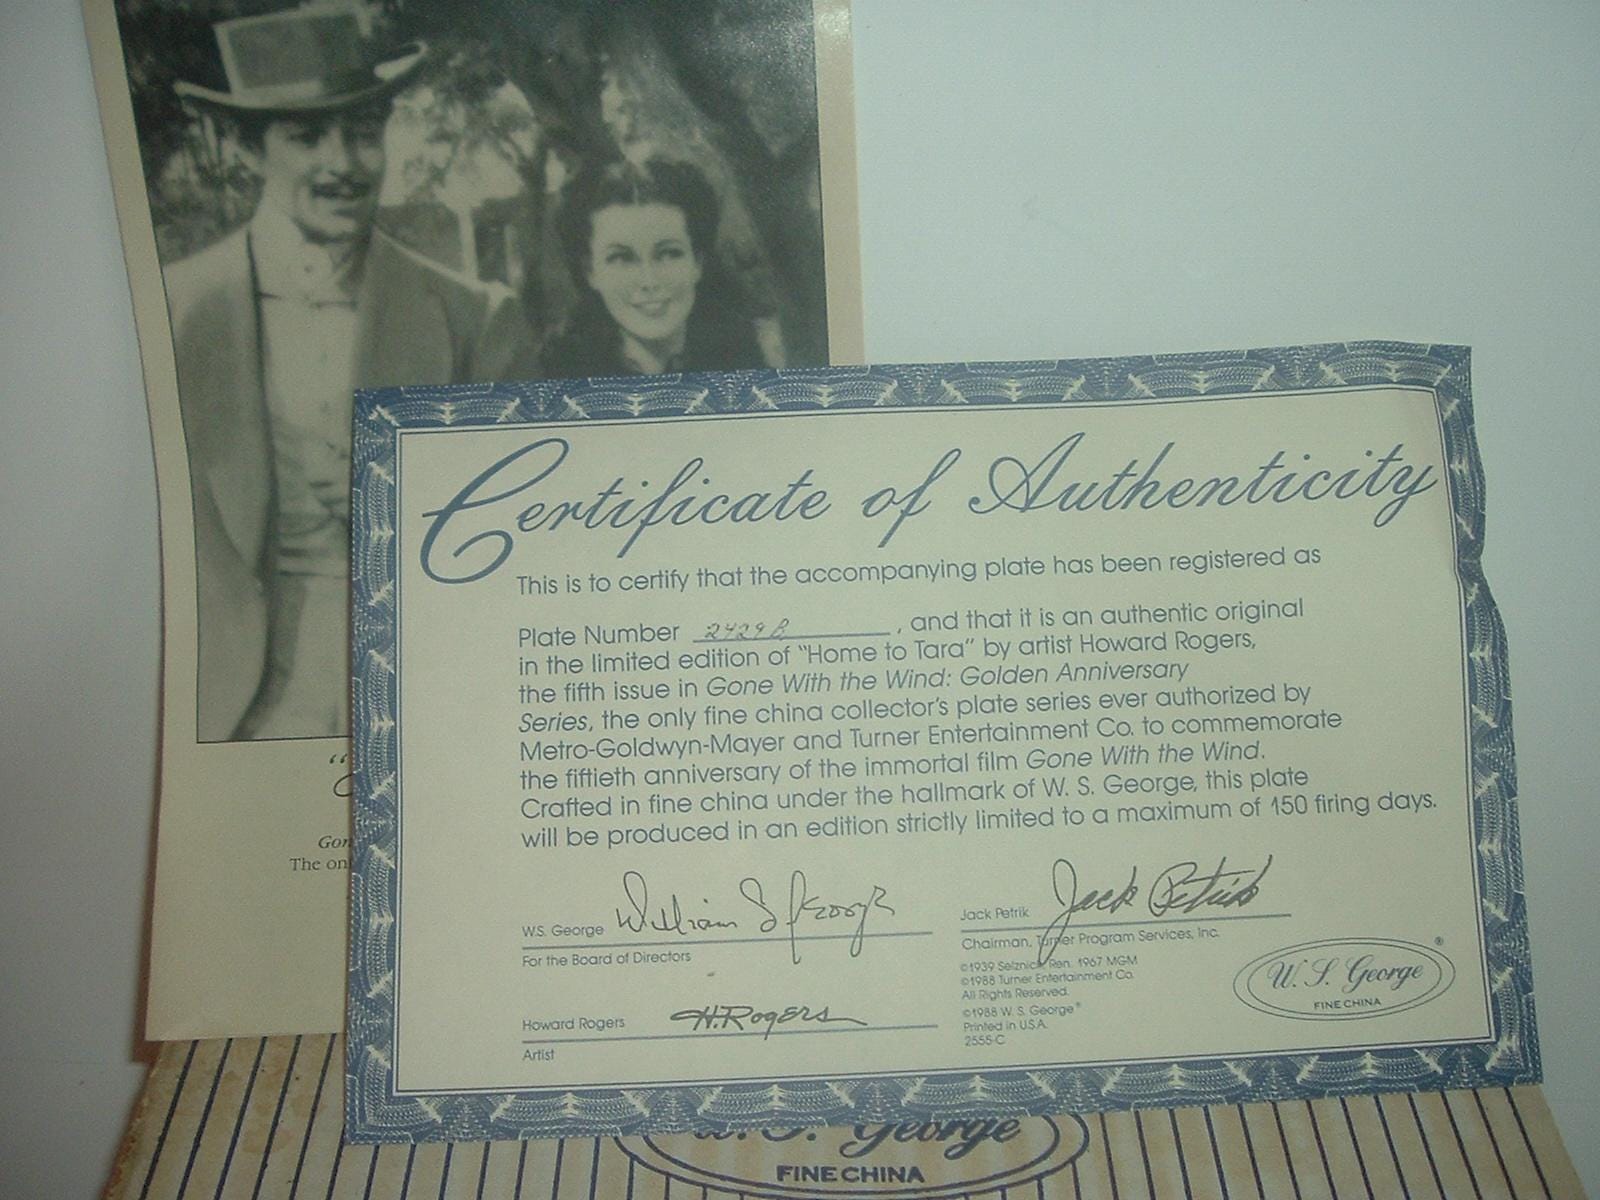 “
Gon
The on
Certificate of Authenticity
This is to certify that the accompanying plate has been registered as
Plate Number 2429B, and that it is an authentic original
in the limited edition of "Home to Tara" by artist Howard Rogers,
the fifth issue in Gone With the Wind: Golden Anniversary
Series, the only fine china collector's plate series ever authorized by
Metro-Goldwyn-Mayer and Turner Entertainment Co. to commemorate
the fiftieth anniversary of the immortal film Gone With the Wind.
Crafted in fine china under the hallmark of W. S. George, this plate
will be produced in an edition strictly limited to a maximum of 150 firing days.
W.S. George William S George
For the Board of Directors
Howard Rogers H. Rogers
Artist
Jack Petrik Jack Petrik
Chairman, Turner Program Services, Inc.
©1939 Selznick, Ren. 1967 MGM
©1988 Turner Entertainment Co.
All Rights Reserved.
©1988 W. S. George®
Printed in U.S.A.
2555-C
W. S. George ®
FINE CHINA
W. S. George
FINE CHINA